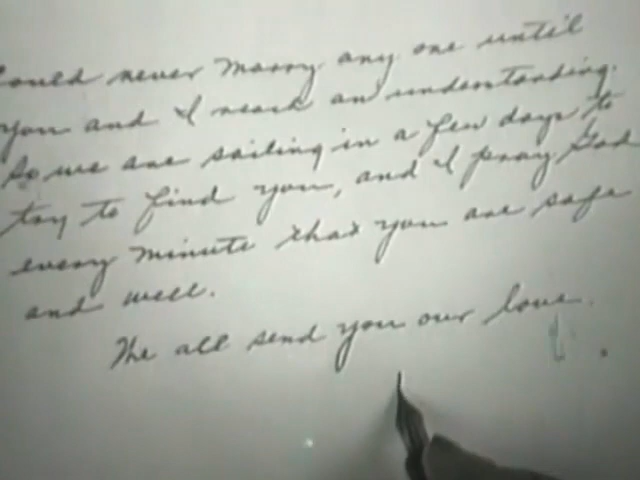 could never marry any one until
you and I reach an understanding.
So we are sailing in a few days to
try to find you, and I pray God
every minute that you are safe
and well.
We all send you our love.